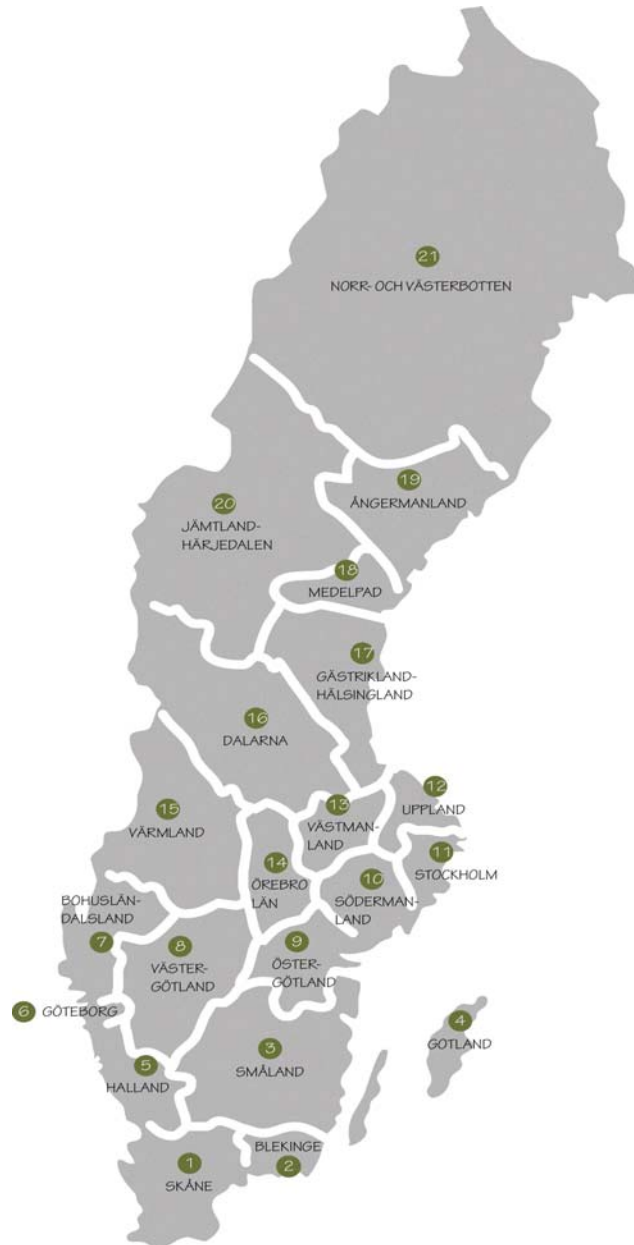 21
NORR- OCH VÄSTERBOTTEN
19
ÅNGERMANLAND
20
JÄMTLAND-
HÄRJEDALEN
18
MEDELPAD
17
GÄSTRIKLAND-
HÄLSINGLAND
16
DALARNA
12
UPPLAND
13
VÄSTMAN-
LAND
15
VÄRMLAND
11
STOCKHOLM
14
ÖREBRO
LÄN
10
SÖDERMAN-
LAND
BOHUSLÄN-
DALSLAND
7
8
VÄSTER-
GÖTLAND
9
ÖSTER-
GÖTLAND
6 GÖTEBORG
4
GOTLAND
3
SMÅLAND
5
HALLAND
BLEKINGE
2
1
SKÅNE